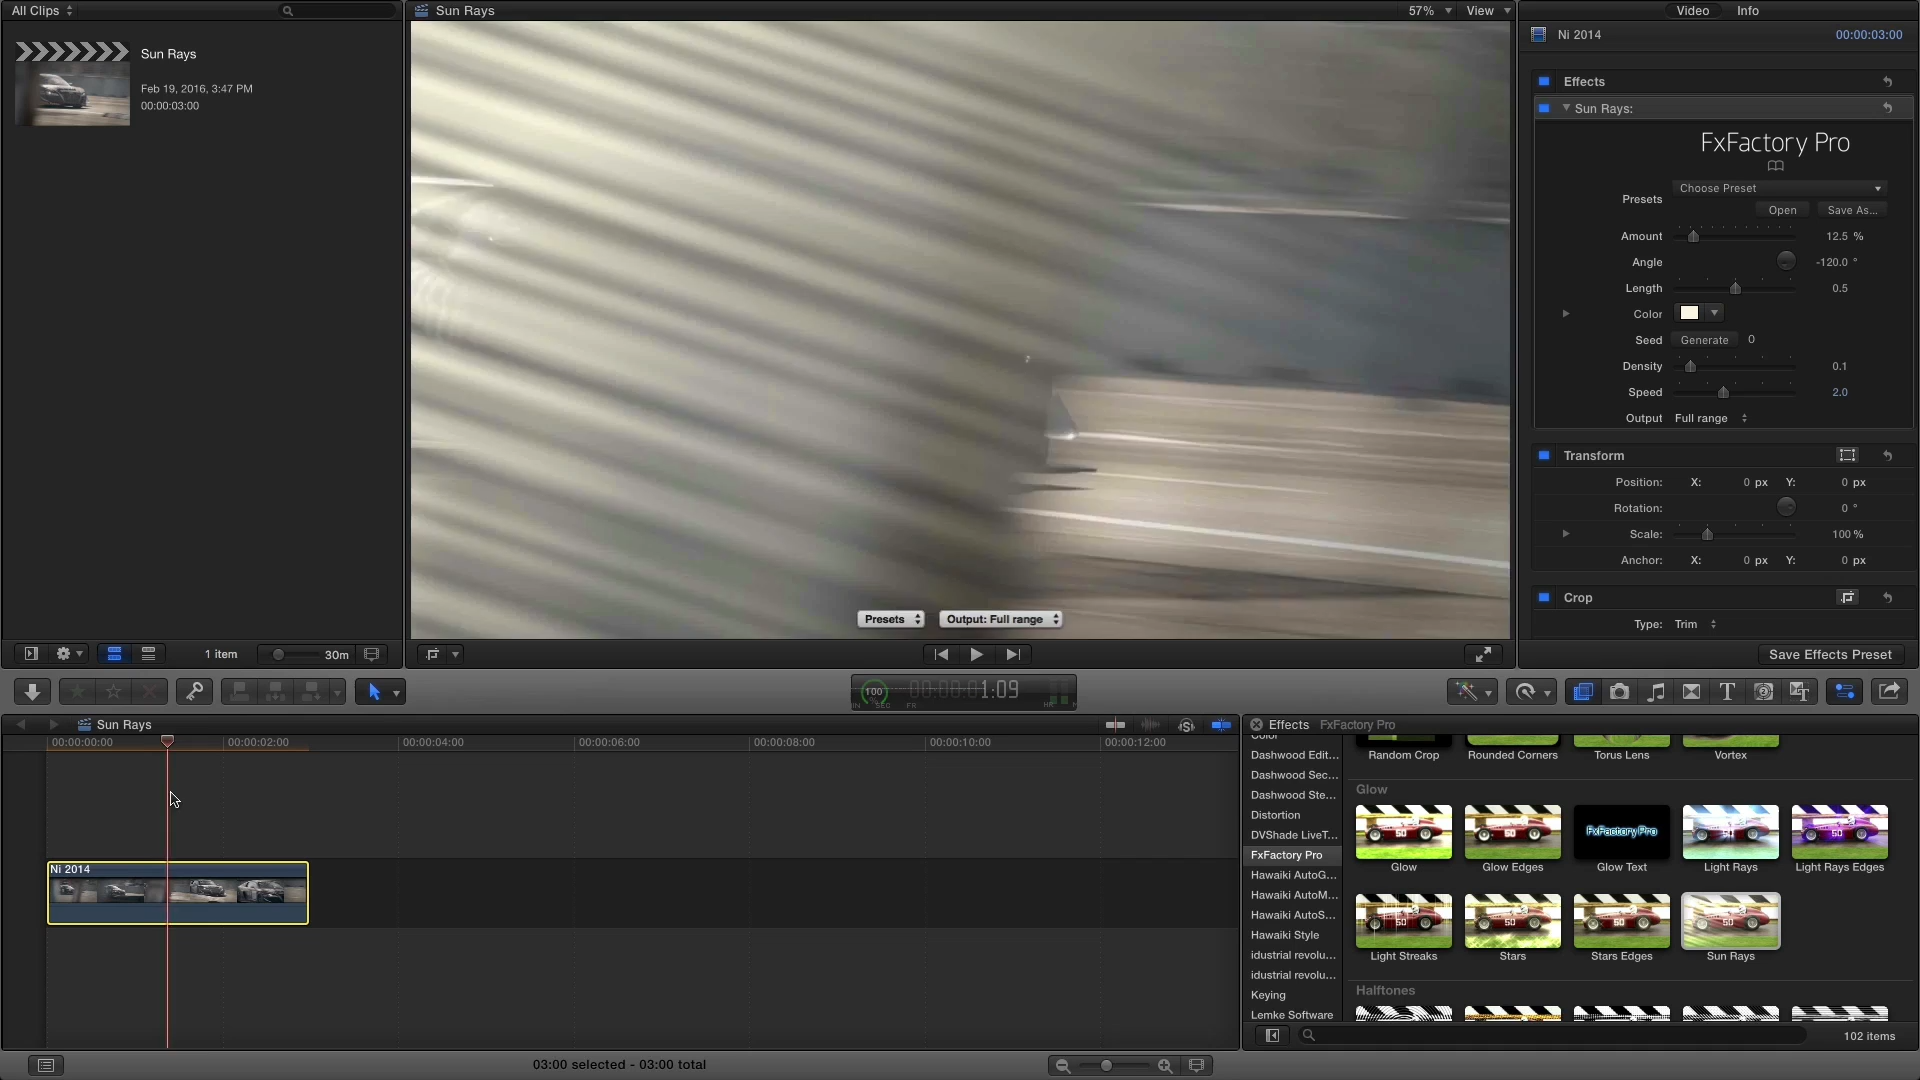 All Clips
Sun Rays
57%
View
Video
Info
Sun Rays
Feb 19, 2016, 3:47 PM
00:00:03:00
Ni 2014
00:00:03:00
Effects
Sun Rays:
FxFactory Pro
Presets
Choose Preset
Open
Save As...
Amount
12.5 %
Angle
-120.0 °
Length
0.5
Color
Seed
Generate
0
Density
0.1
Speed
2.0
Output
Full range
Transform
Position:
X:
0 px
Y:
0 px
Rotation:
0 °
Scale:
100 %
Anchor:
X:
0 px
Y:
0 px
Crop
Type:
Trim
Save Effects Preset
Presets
Output: Full range
1 item
30m
100
1:09
Sun Rays
00:00:00:00
00:00:02:00
00:00:04:00
00:00:06:00
00:00:08:00
00:00:10:00
00:00:12:00
Ni 2014
03:00 selected - 03:00 total
Effects
FxFactory Pro
Color
Dashwood Edit...
Dashwood Sec...
Dashwood Ste...
Distortion
DVShade LiveT...
FxFactory Pro
Hawaiki AutoG...
Hawaiki AutoM...
Hawaiki AutoS...
Hawaiki Style
idustrial revolu...
idustrial revolu...
Keying
Lemke Software
Random Crop
Rounded Corners
Torus Lens
Vortex
Glow
FxFactory Pro
Glow
Glow Edges
Glow Text
Light Rays
Light Rays Edges
Light Streaks
Stars
Stars Edges
Sun Rays
Halftones
102 items